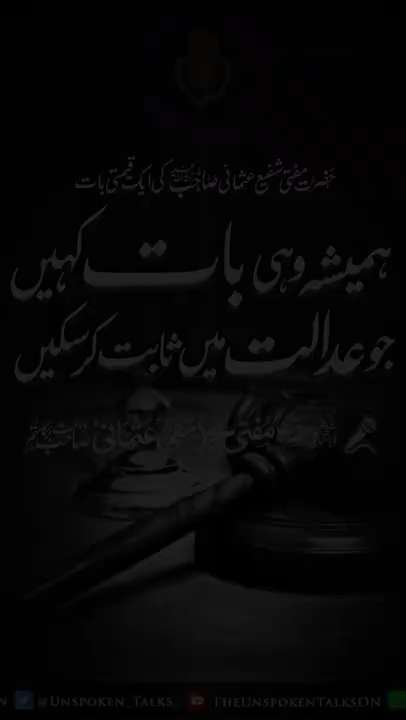 حضرت مفتی شفیع عثمانی صاحب کی ایک قیمتی بات
ہمیشہ وہی بات کہیں
جو عدالت میں ثابت کر سکیں
مفتی عثمانی صاحب
N @UNSPOKEN_TALKS THEUNSPOKENTALKSON